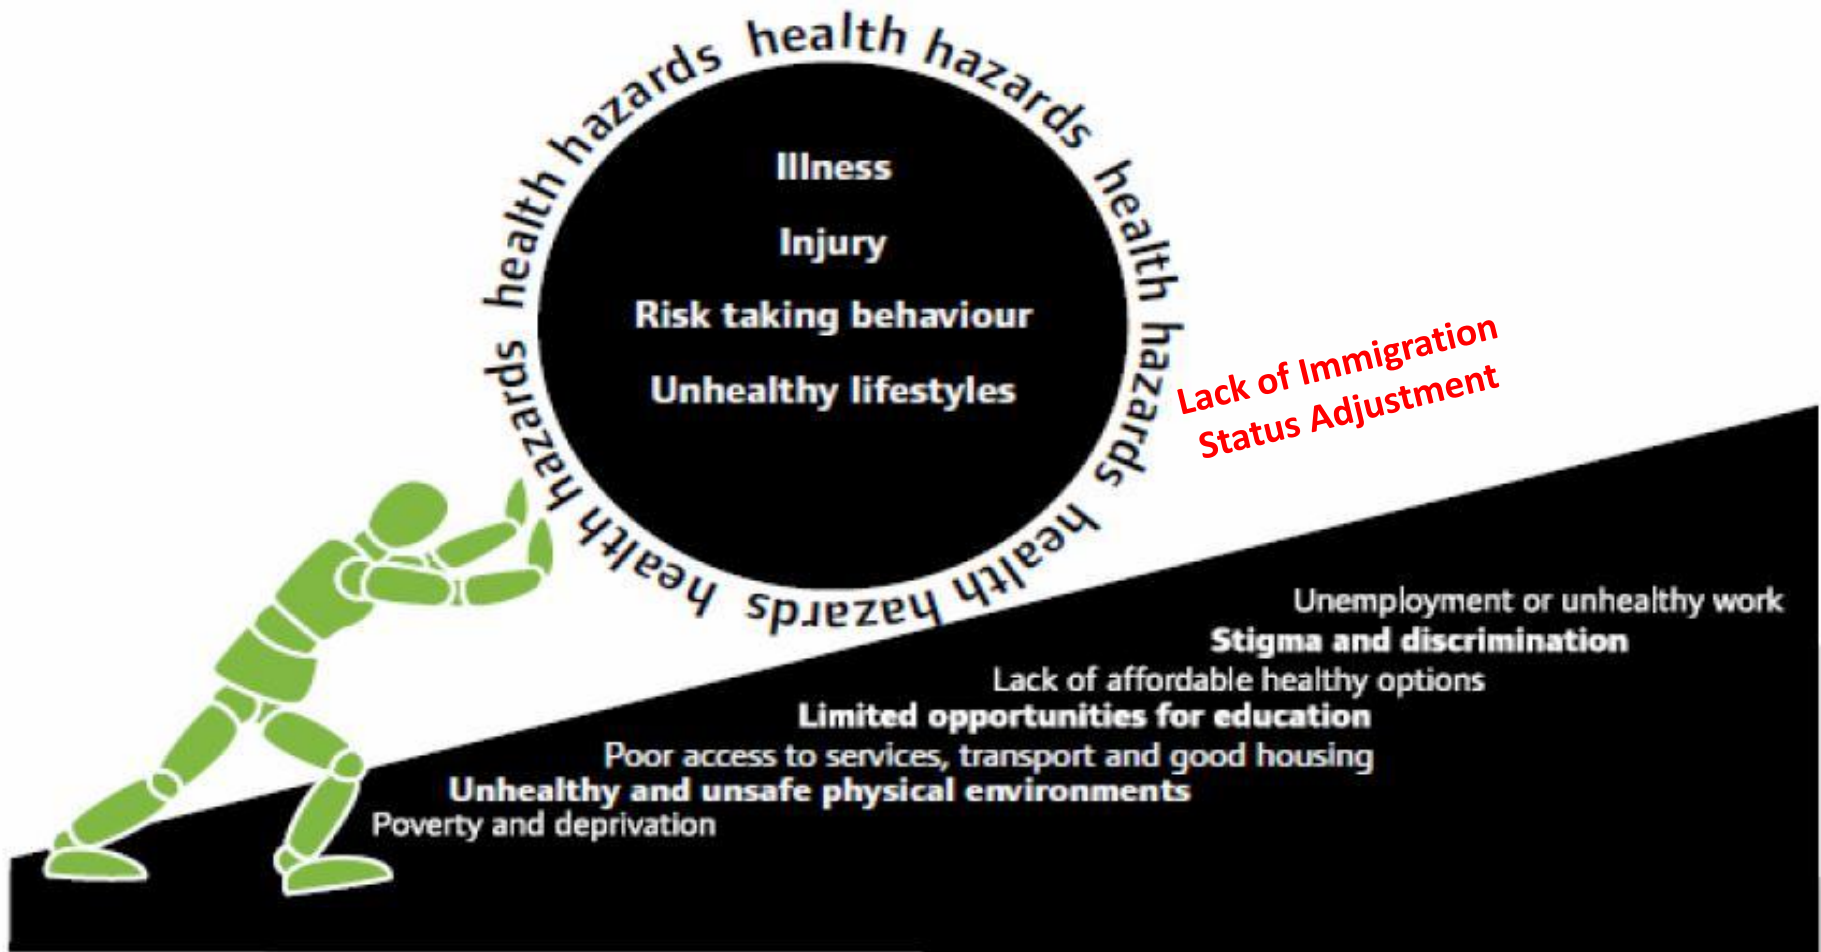 health hazards health hazards health hazards health hazards health hazards
Illness
Injury
Risk taking behaviour
Unhealthy lifestyles
Lack of Immigration
Status Adjustment
Unemployment or unhealthy work
Stigma and discrimination
Lack of affordable healthy options
Limited opportunities for education
Poor access to services, transport and good housing
Unhealthy and unsafe physical environments
Poverty and deprivation